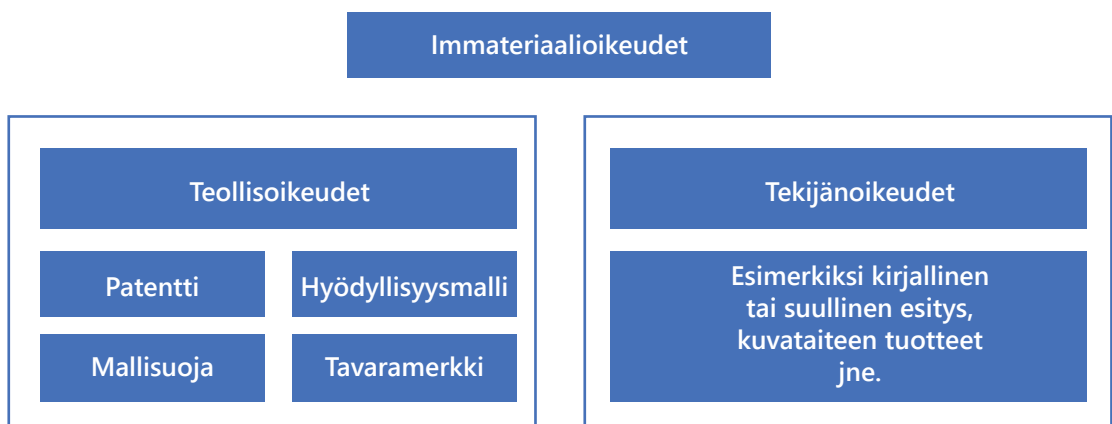 Immateriaalioikeudet
Teollisoikeudet
Patentti
Hyödyllisyysmalli
Mallisuoja
Tavaramerkki
Tekijänoikeudet
Esimerkiksi kirjallinen
tai suullinen esitys,
kuvataiteen tuotteet
jne.